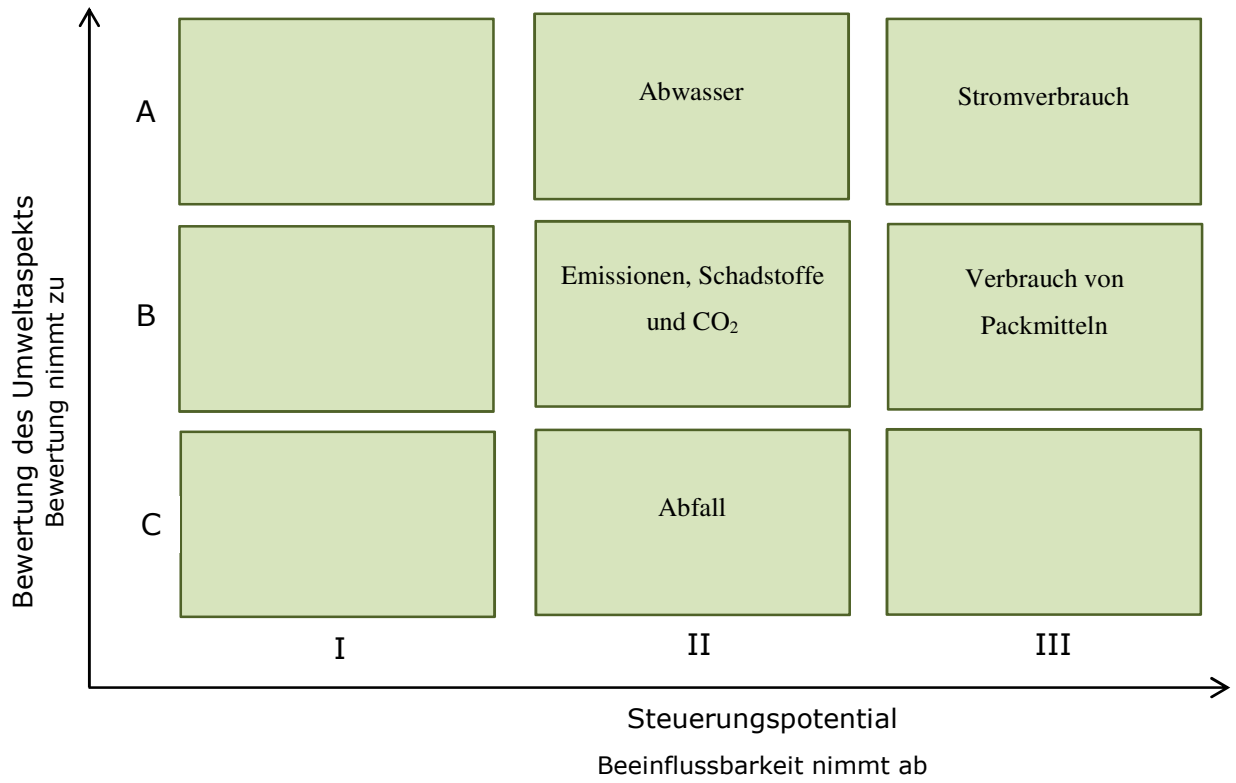 Bewertung des Umweltaspekts
Bewertung nimmt zu
A
Abwasser
Stromverbrauch
B
Emissionen, Schadstoffe
und CO₂
Verbrauch von
Packmitteln
C
Abfall
I
II
III
Steuerungspotential
Beeinflussbarkeit nimmt ab